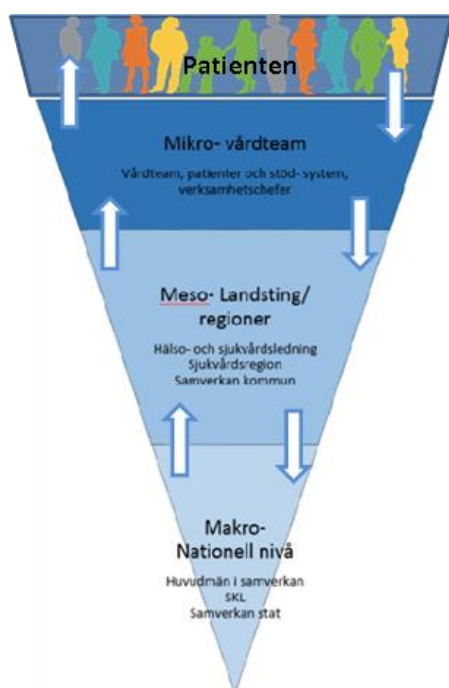 Patienten
Mikro- vårdteam
Vårdteam, patienter och stöd- system,
verksamhetschefer
Meso- Landsting/
regioner
Hälso- och sjukvårdsledning
Sjukvårdsregion
Samverkan kommun
Makro-
Nationell nivå
Huvudmän i samverkan
SKL
Samverkan stat